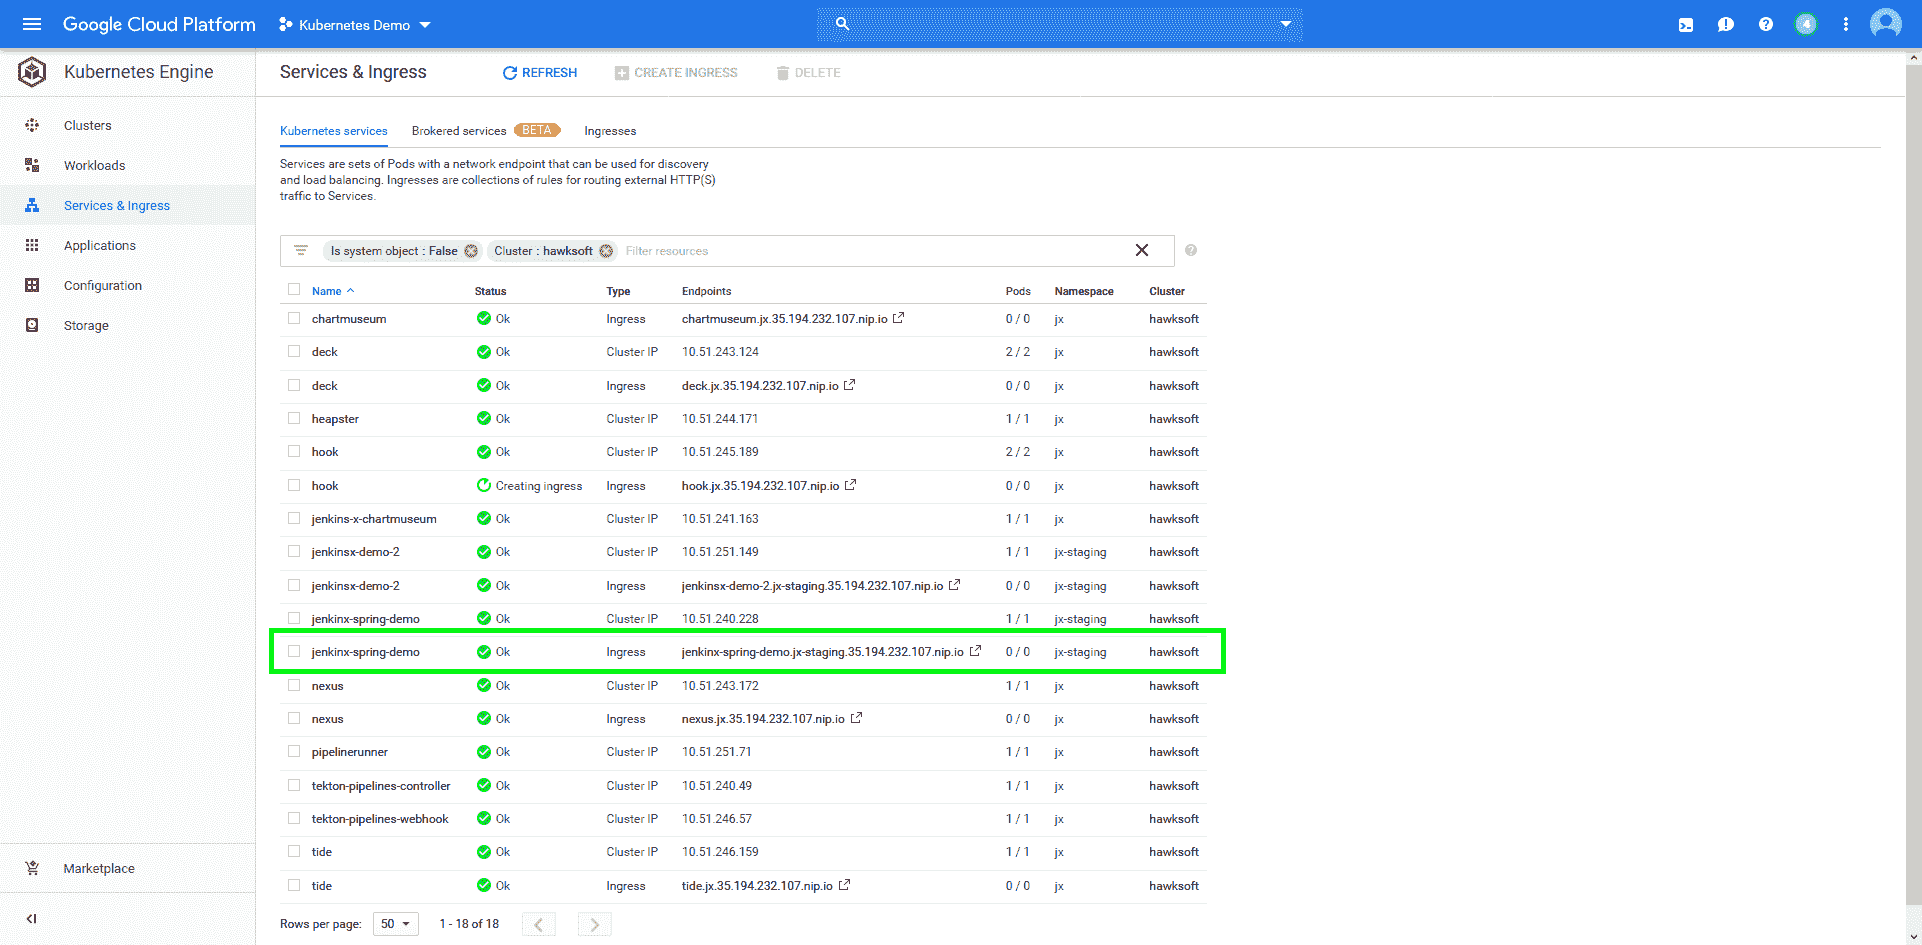 Google Cloud Platform Kubernetes Demo
Kubernetes Engine
Services & Ingress REFRESH CREATE INGRESS DELETE
Clusters
Workloads
Services & Ingress
Applications
Configuration
Storage
Marketplace
Kubernetes services Brokered services BETA Ingresses
Services are sets of Pods with a network endpoint that can be used for discovery
and load balancing. Ingresses are collections of rules for routing external HTTP(S)
traffic to Services.
Is system object : False Cluster : hawksoft Filter resources
Name Status Type Endpoints Pods Namespace Cluster
chartmuseum Ok Ingress chartmuseum.jx.35.194.232.107.nip.io 0 / 0 jx hawksoft
deck Ok Cluster IP 10.51.243.124 2 / 2 jx hawksoft
deck Ok Ingress deck.jx.35.194.232.107.nip.io 0 / 0 jx hawksoft
heapster Ok Cluster IP 10.51.244.171 1 / 1 jx hawksoft
hook Ok Cluster IP 10.51.245.189 2 / 2 jx hawksoft
hook Creating ingress Ingress hook.jx.35.194.232.107.nip.io 0 / 0 jx hawksoft
jenkins-x-chartmuseum Ok Cluster IP 10.51.241.163 1 / 1 jx hawksoft
jenkinsx-demo-2 Ok Cluster IP 10.51.251.149 1 / 1 jx-staging hawksoft
jenkinsx-demo-2 Ok Ingress jenkinsx-demo-2.jx-staging.35.194.232.107.nip.io 0 / 0 jx-staging hawksoft
jenkinx-spring-demo Ok Cluster IP 10.51.240.228 1 / 1 jx-staging hawksoft
jenkinx-spring-demo Ok Ingress jenkinx-spring-demo.jx-staging.35.194.232.107.nip.io 0 / 0 jx-staging hawksoft
nexus Ok Cluster IP 10.51.243.172 1 / 1 jx hawksoft
nexus Ok Ingress nexus.jx.35.194.232.107.nip.io 0 / 0 jx hawksoft
pipelinerunner Ok Cluster IP 10.51.251.71 1 / 1 jx hawksoft
tekton-pipelines-controller Ok Cluster IP 10.51.240.49 1 / 1 jx hawksoft
tekton-pipelines-webhook Ok Cluster IP 10.51.246.57 1 / 1 jx hawksoft
tide Ok Cluster IP 10.51.246.159 1 / 1 jx hawksoft
tide Ok Ingress tide.jx.35.194.232.107.nip.io 0 / 0 jx hawksoft
Rows per page: 50 1 - 18 of 18